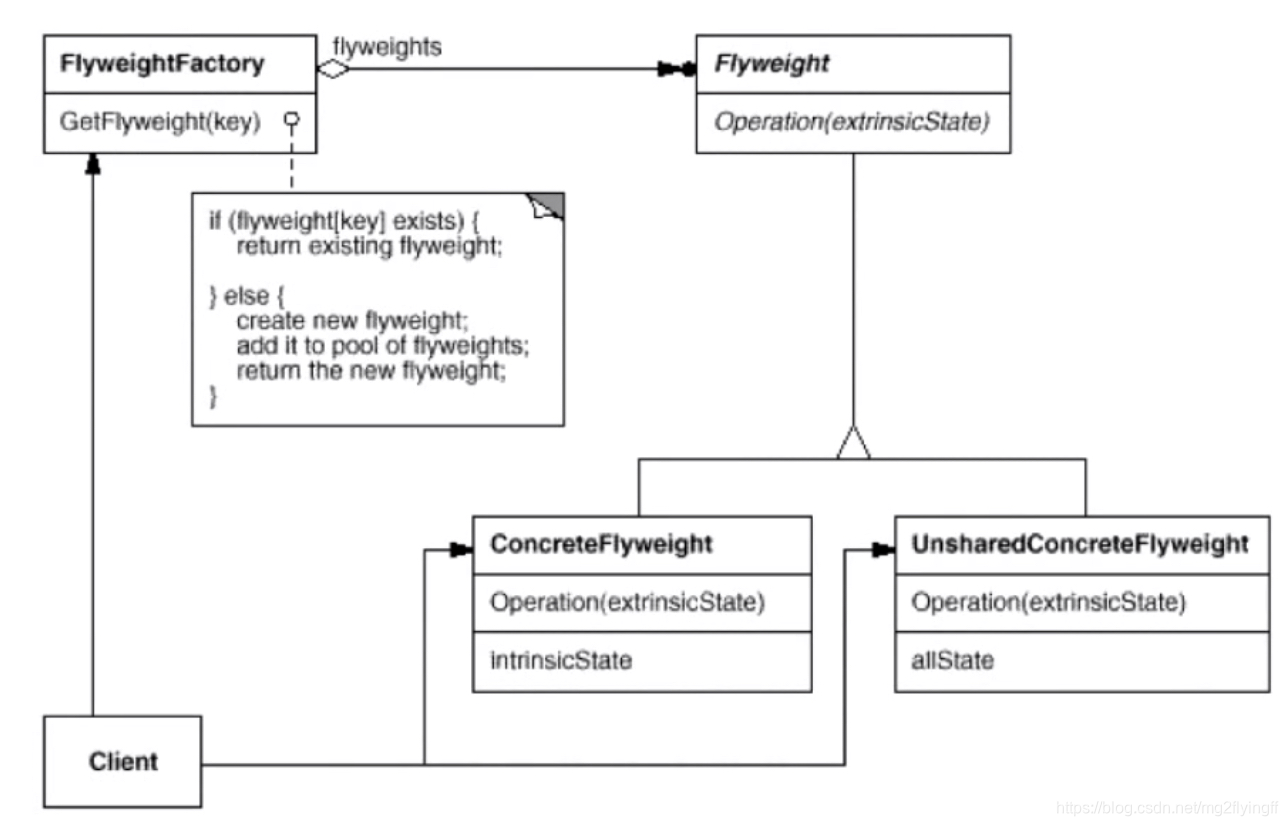 flyweights
FlyweightFactory
Flyweight
GetFlyweight(key)
Operation(extrinsicState)
if (flyweight[key] exists) {
return existing flyweight;
} else {
create new flyweight;
add it to pool of flyweights;
return the new flyweight;
}
ConcreteFlyweight
UnsharedConcreteFlyweight
Operation(extrinsicState)
Operation(extrinsicState)
intrinsicState
allState
Client
https://blog.csdn.net/mg2flyingff